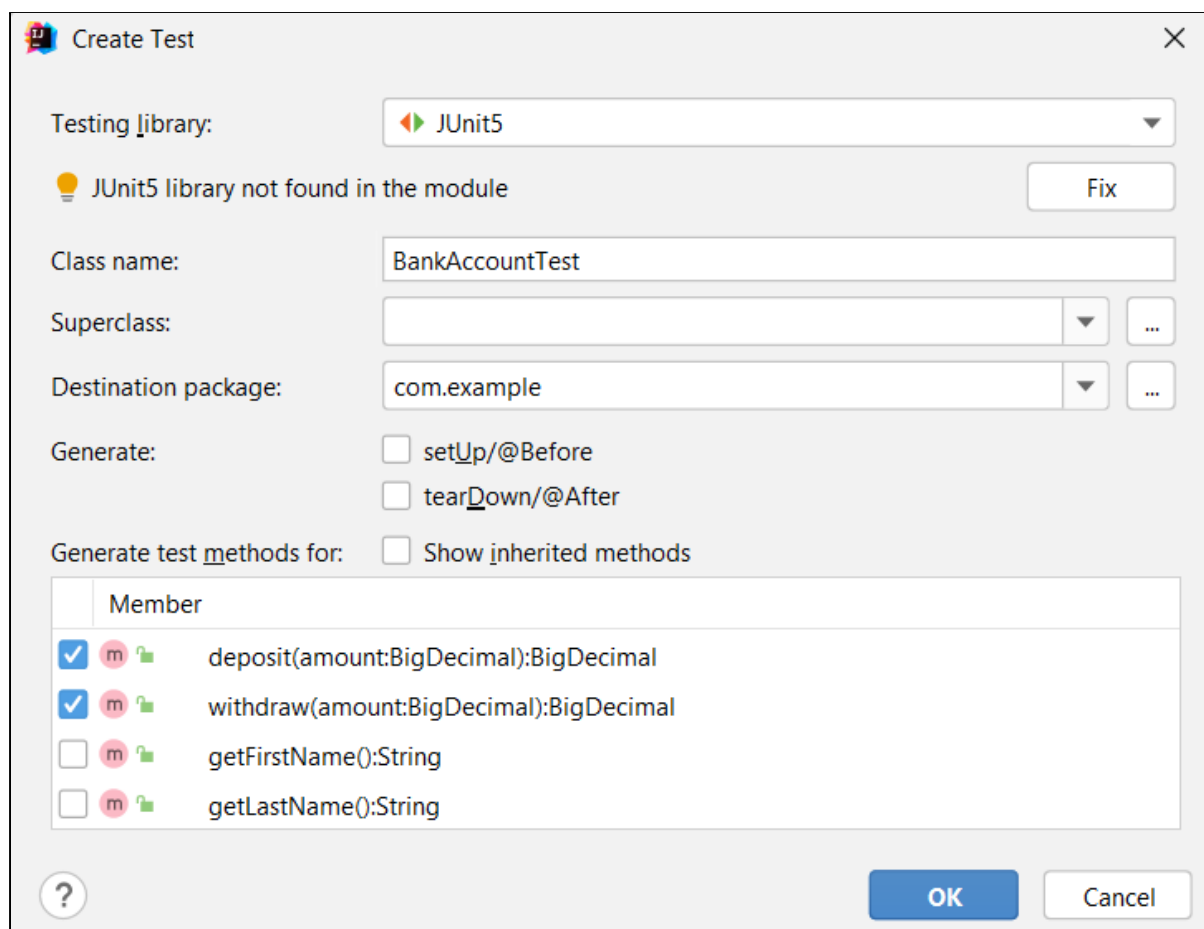 Create Test
Testing library: JUnit5
JUnit5 library not found in the module Fix
Class name: BankAccountTest
Superclass: ...
Destination package: com.example ...
Generate: setUp/@Before
tearDown/@After
Generate test methods for: Show inherited methods
Member
m deposit(amount:BigDecimal):BigDecimal
m withdraw(amount:BigDecimal):BigDecimal
m getFirstName():String
m getLastName():String
? OK Cancel